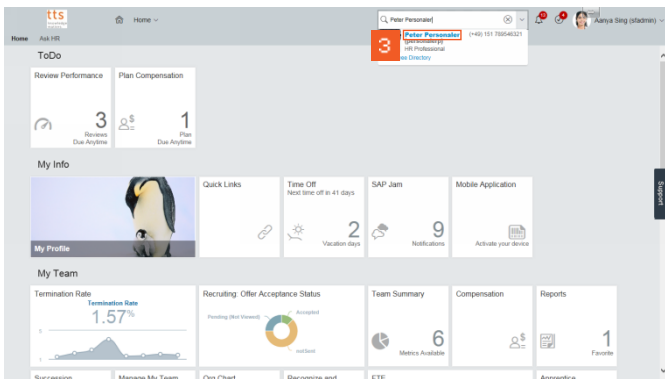 tts
Home
Peter Personaler
Aanya Sing (sfadmin)
Home
Ask HR
3
Peter Personaler
(+49) 151 788546321
HR Professional
ToDo
Review Performance
Plan Compensation
3
Reviews
Due Anytime
1
Plan
Due Anytime
My Info
My Profile
Quick Links
Time Off
Next time off in 41 days
2
Vacation days
SAP Jam
9
Notifications
Mobile Application
Activate your device
Support
My Team
Termination Rate
Termination Rate
1.57%
Recruiting: Offer Acceptance Status
Pending (Not Viewed)
Accepted
notSent
Team Summary
6
Metrics Available
Compensation
Reports
1
Favorite
Succession
Manage My Team
Org Chart
Recognize and
FTE
Apprentice